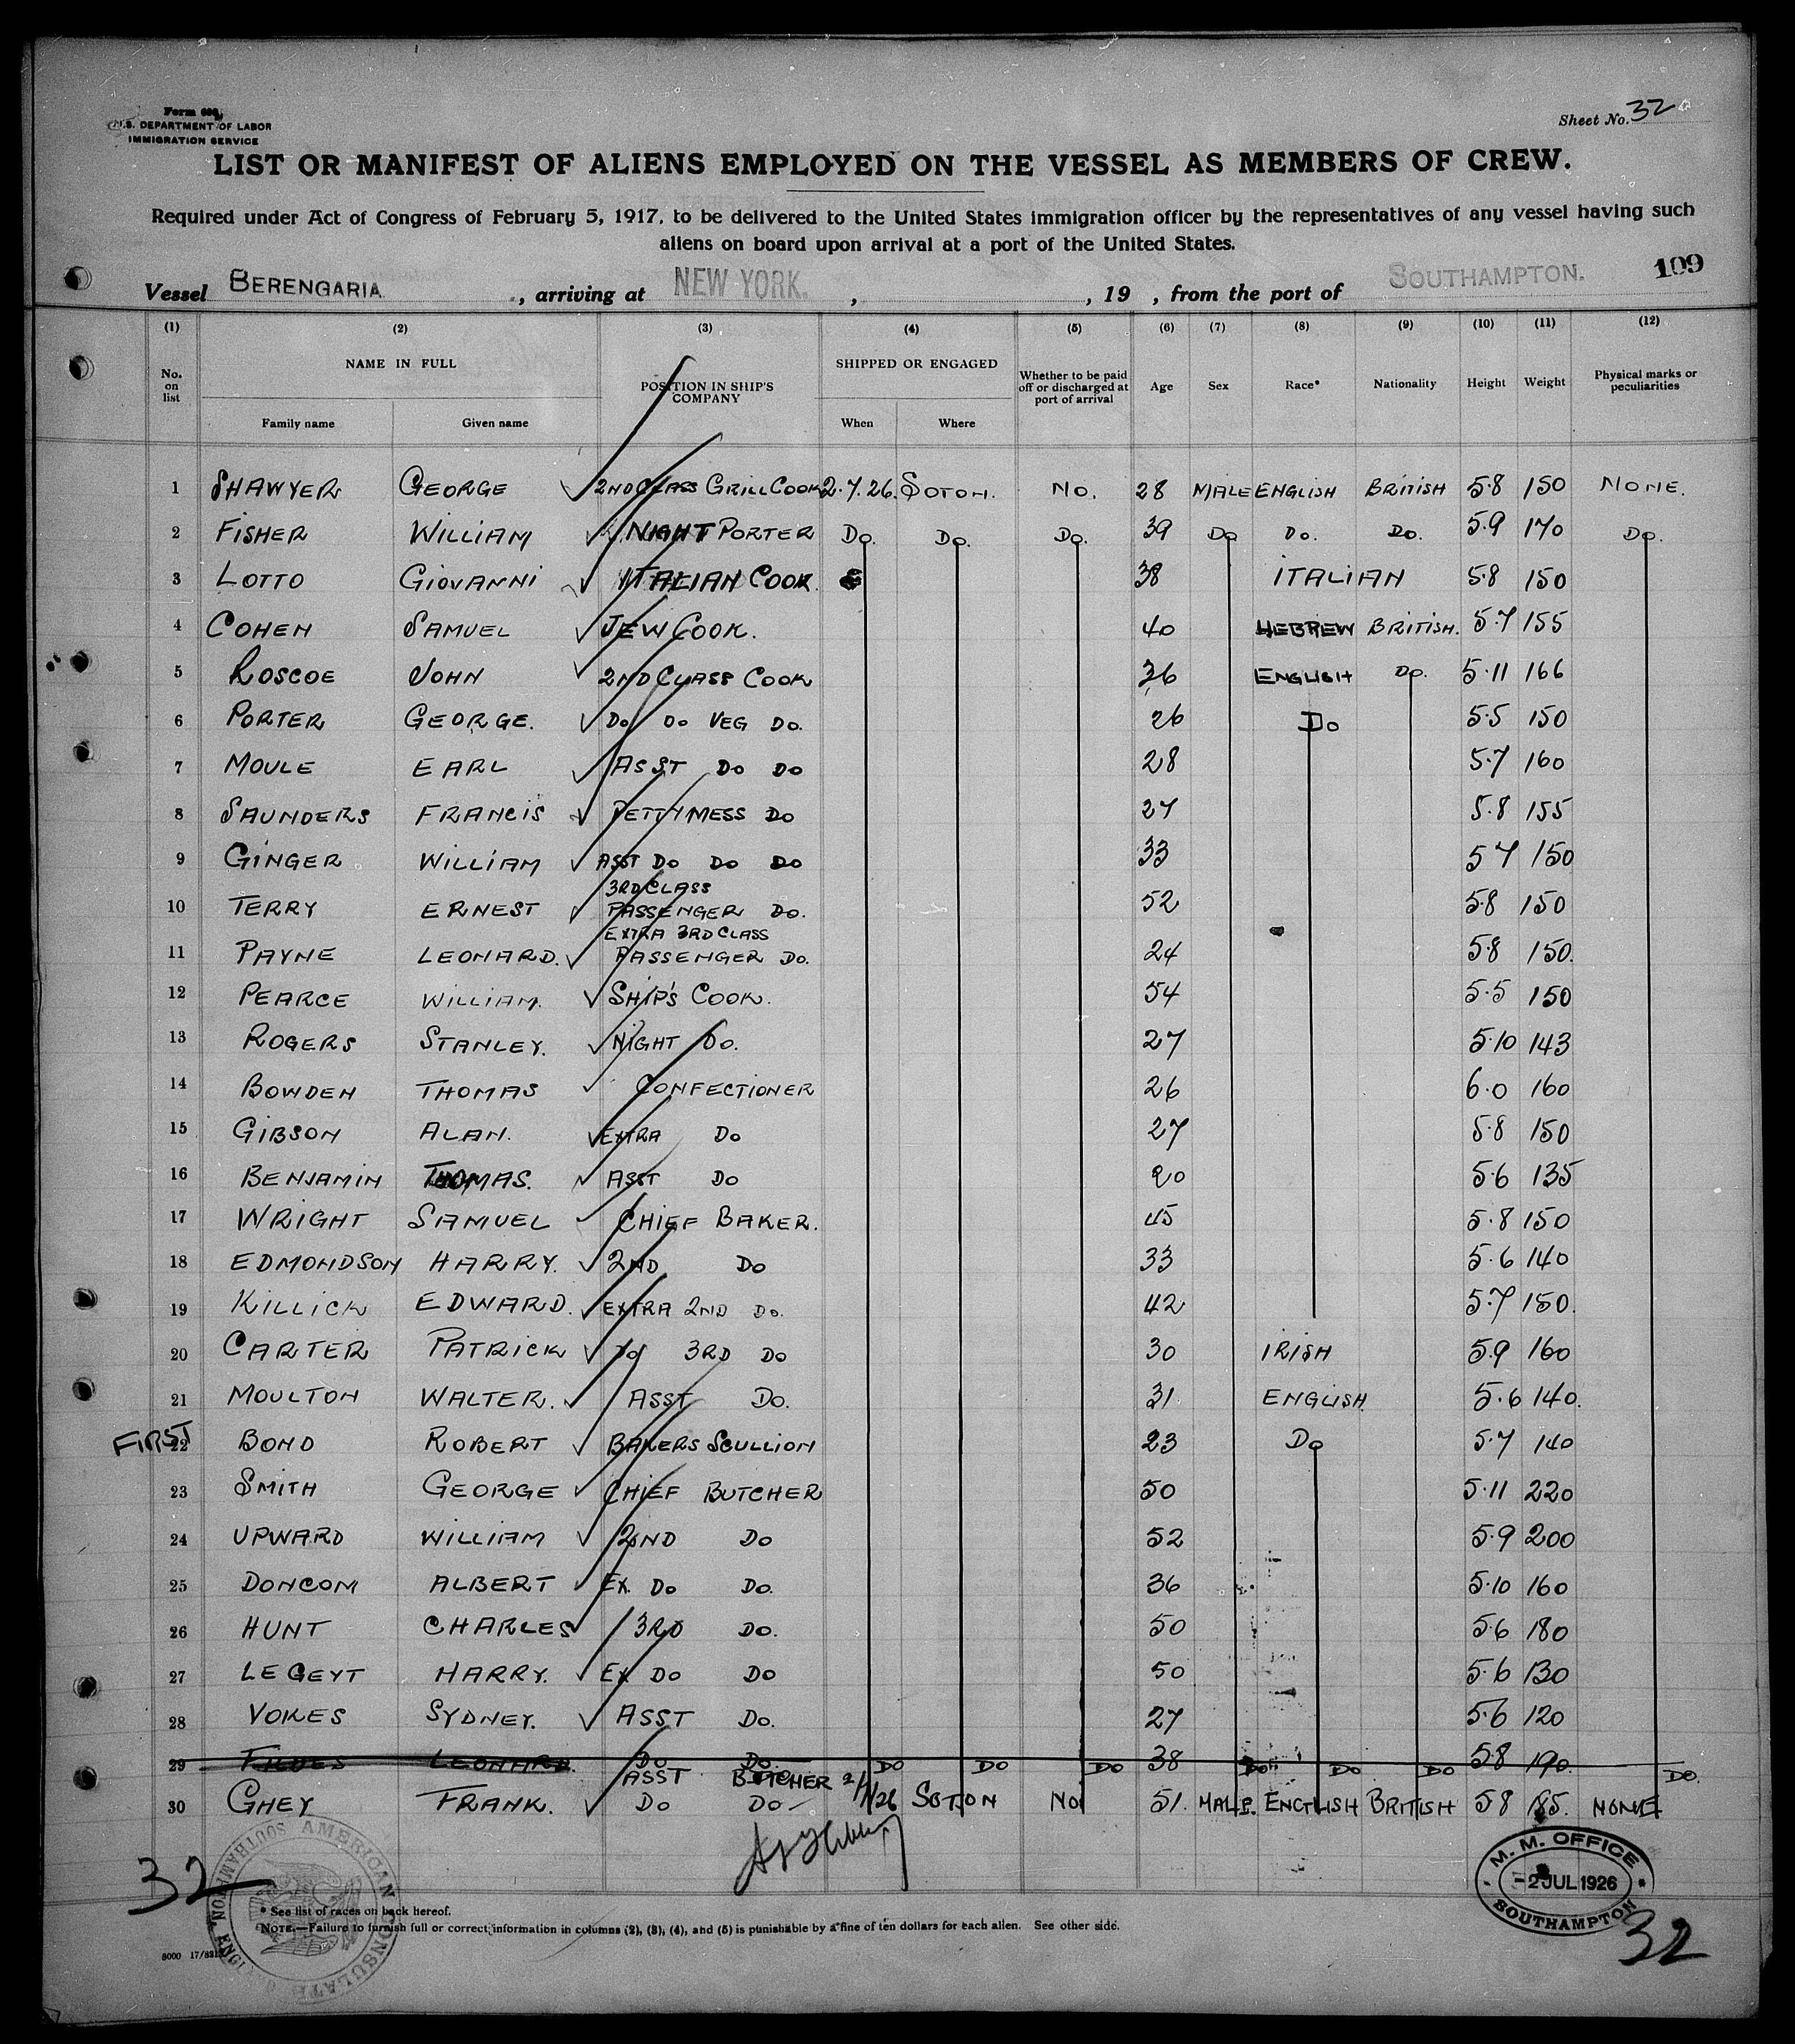 Form 680
U.S. DEPARTMENT OF LABOR
IMMIGRATION SERVICE
Sheet No. 32
LIST OR MANIFEST OF ALIENS EMPLOYED ON THE VESSEL AS MEMBERS OF CREW.
Required under Act of Congress of February 5, 1917, to be delivered to the United States immigration officer by the representatives of any vessel having such
aliens on board upon arrival at a port of the United States.
Vessel BERENGARIA , arriving at NEW YORK. , , 19 , from the port of SOUTHAMPTON. 109
(1) (2) (3) (4) (5) (6) (7) (8) (9) (10) (11) (12)
No. on list NAME IN FULL Family name Given name POSITION IN SHIP'S COMPANY SHIPPED OR ENGAGED When Where Whether to be paid off or discharged at port of arrival Age Sex Race* Nationality Height Weight Physical marks or peculiarities
1 SHAWYER GEORGE 2ND CLASS GRILL COOK 2.7.26. SOTON. NO. 28 MALE ENGLISH BRITISH 5.8 150 NONE.
2 FISHER WILLIAM NIGHT PORTER DO. DO. DO. 39 DO DO. DO. 5.9 170 DO.
3 LOTTO GIOVANNI ITALIAN COOK. 38 ITALIAN 5.8 150
4 COHEN SAMUEL JEW COOK. 40 HEBREW BRITISH. 5.7 155
5 ROSCOE JOHN 2ND CLASS COOK 36 ENGLISH DO. 5.11 166
6 PORTER GEORGE. DO DO VEG DO. 26 DO 5.5 150
7 MOULE EARL ASST DO DO 28 5.7 160
8 SAUNDERS FRANCIS PETTY MESS DO 27 5.8 155
9 GINGER WILLIAM ASST DO DO DO 33 5 7 150
10 TERRY ERNEST 3RD CLASS PASSENGER DO. 52 5.8 150
11 PAYNE LEONARD. EXTRA 3RD CLASS PASSENGER DO. 24 5.8 150.
12 PEARCE WILLIAM. SHIP'S COOK. 54 5.5 150
13 ROGERS STANLEY. NIGHT DO. 27 5.10 143
14 BOWDEN THOMAS CONFECTIONER 26 6.0 160
15 GIBSON ALAN. EXTRA DO 27 5.8 150
16 BENJAMIN THOMAS. ASST DO 20 5.6 135
17 WRIGHT SAMUEL CHIEF BAKER. 45 5.8 150
18 EDMONDSON HARRY. 2ND DO 33 5.6 140
19 KILLICK EDWARD. EXTRA 2ND DO. 42 5.7 150.
20 CARTER PATRICK DO 3RD DO 30 IRISH 5.9 160
21 MOULTON WALTER. ASST DO. 31. ENGLISH. 5.6 140.
FIRST
22 BOND ROBERT BAKERS SCULLION 23 DO 5.7 140
23 SMITH GEORGE CHIEF BUTCHER 50 5.11 220
24 UPWARD WILLIAM 2ND DO 52 5.9 200
25 DONCOM ALBERT EX. DO DO. 36 5.10 160
26 HUNT CHARLES 3RD DO. 50 5.6 180
27 LE GEYT HARRY. EX DO DO 50 5.6 130
28 VOKES SYDNEY. ASST DO. 27 5.6 120
29 LEONARD. DO DO. DO DO DO 38 DO. DO DO 5.8 190. DO.
ASST BUTCHER
30 GHEY FRANK. DO DO 2/7/26 SOTON NO 51. MALE. ENGLISH BRITISH 5 8 185. NONE
32
AMERICAN CONSULATE SOUTHAMPTON, ENGLAND
M. M. OFFICE
-2 JUL 1926
SOUTHAMPTON
32
* See list of races on back hereof.
NOTE.—Failure to furnish full or correct information in columns (2), (3), (4), and (5) is punishable by a fine of ten dollars for each alien. See other side.